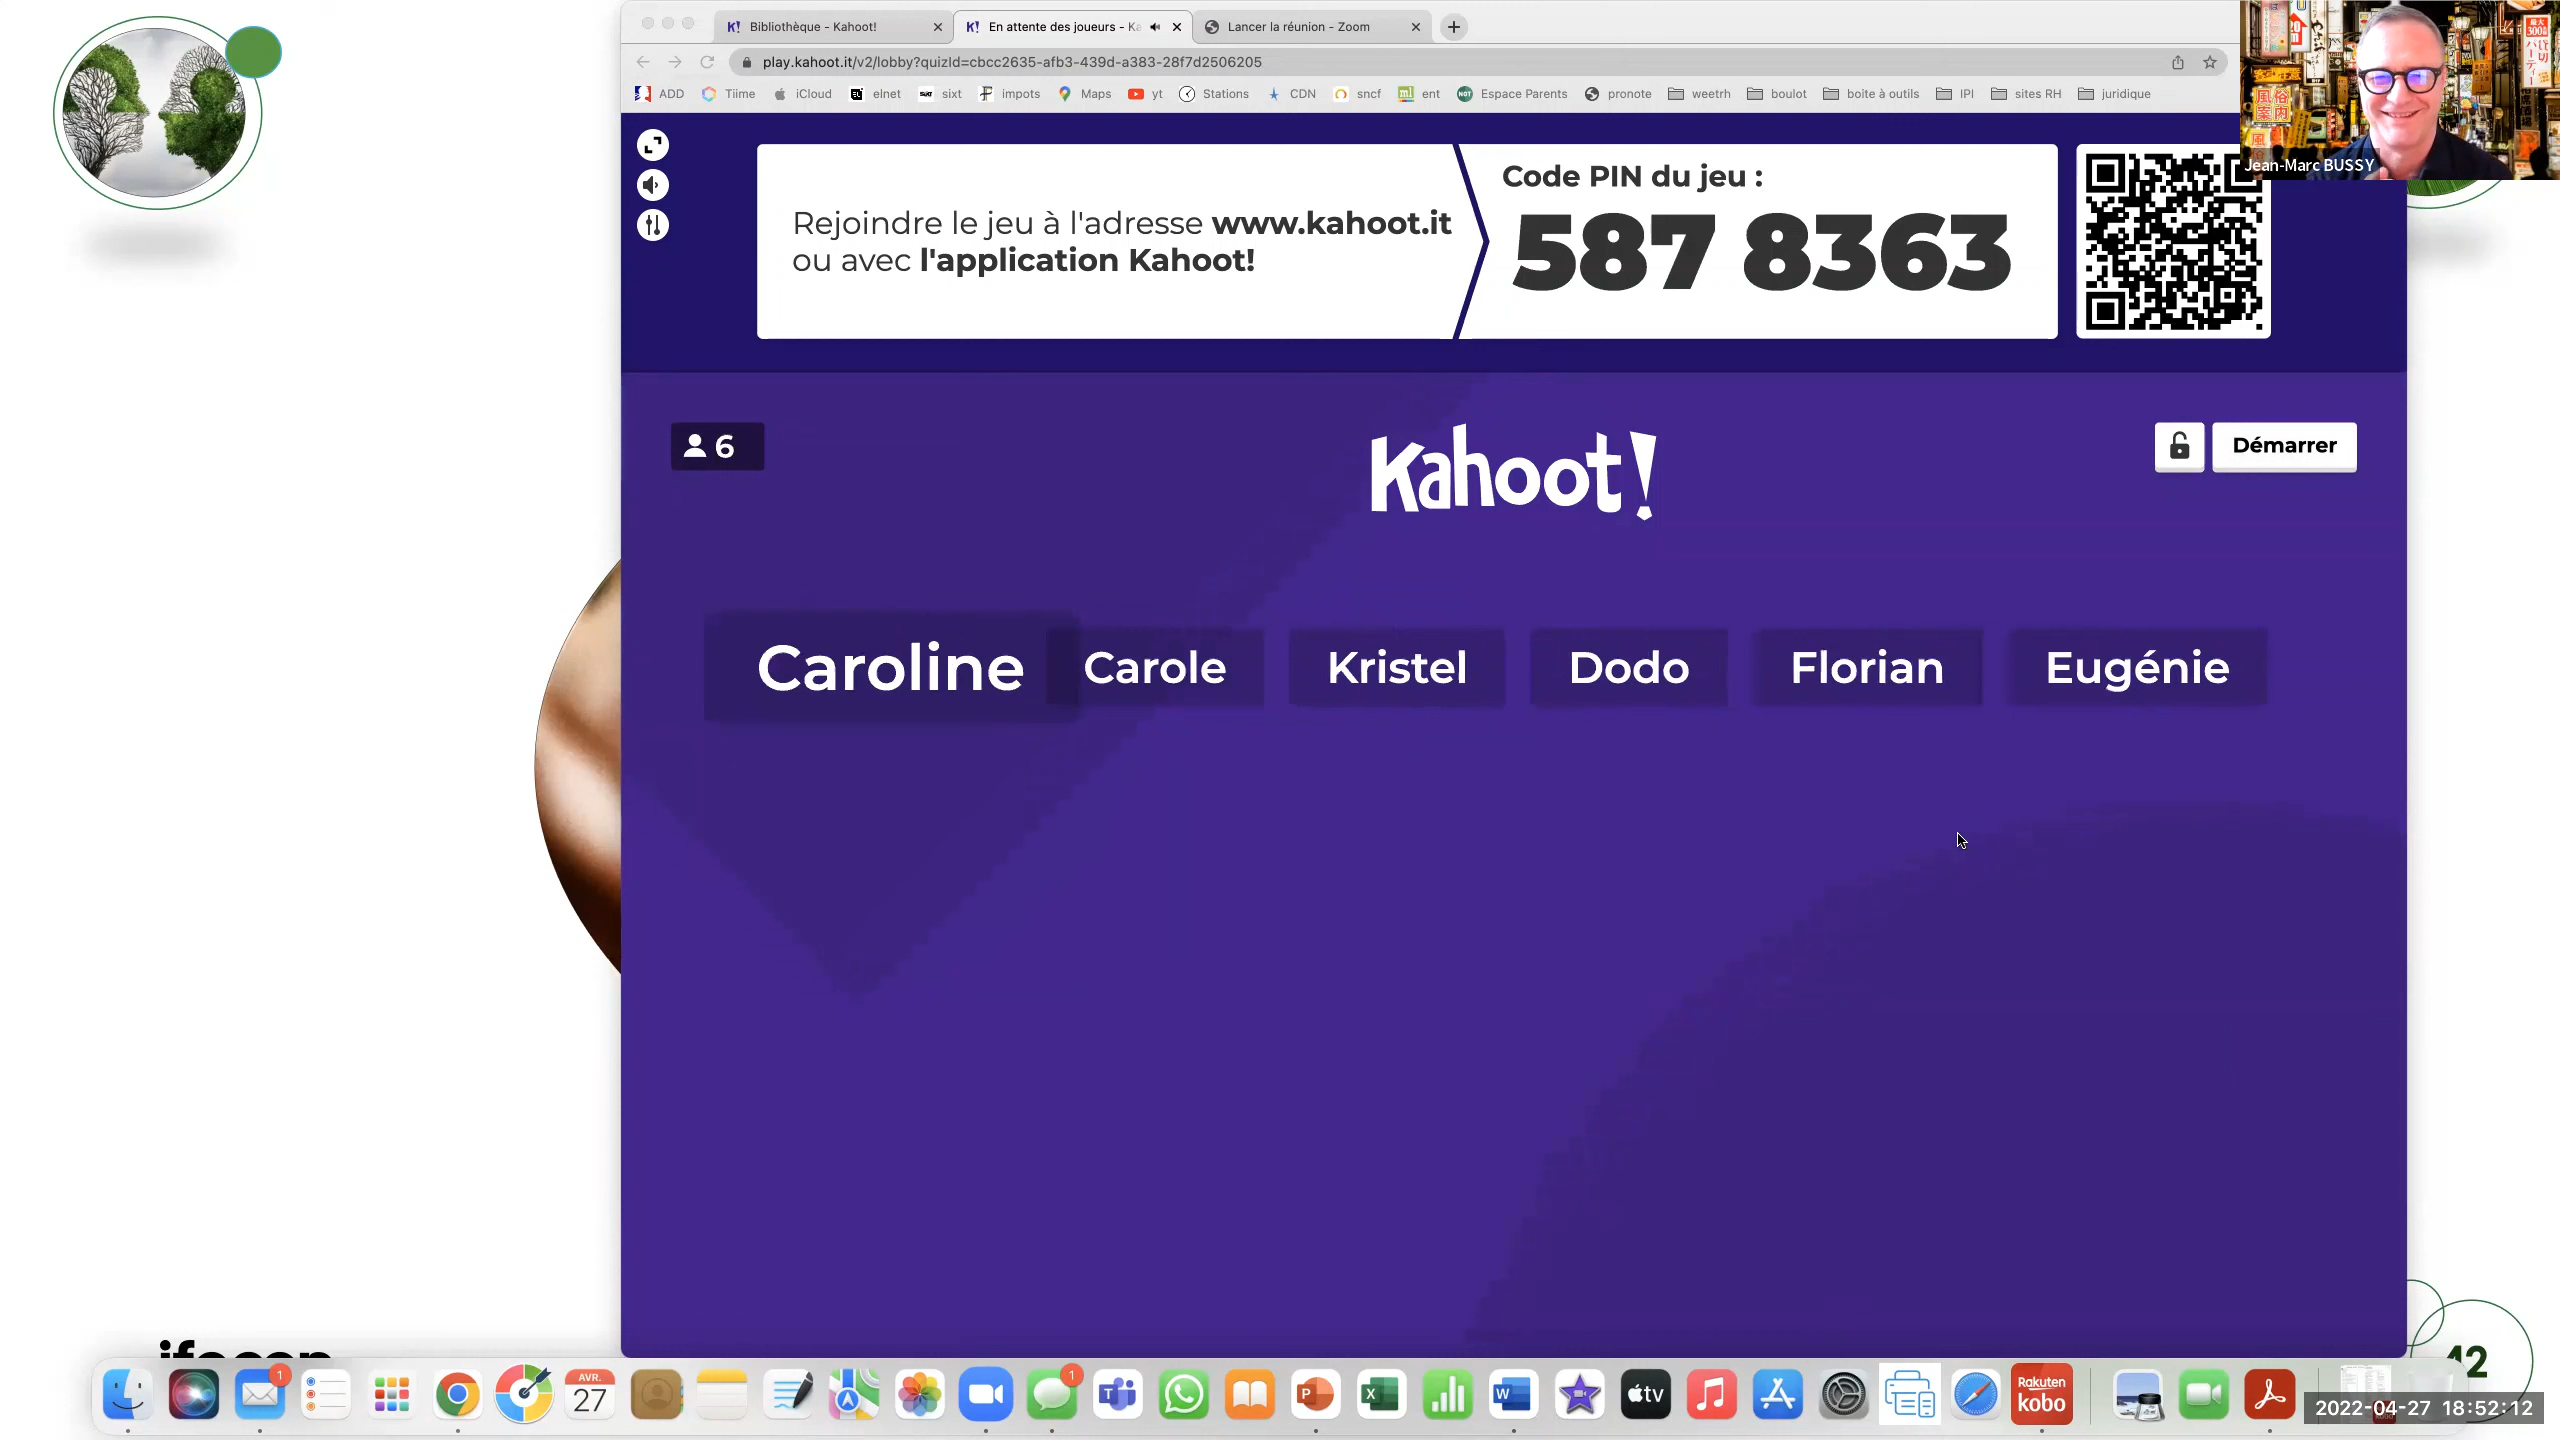 Bibliothèque - Kahoot!
En attente des joueurs - Ka
Lancer la réunion - Zoom
play.kahoot.it/v2/lobby?quizId=cbcc2635-afb3-439d-a383-28f7d2506205
ADD Tiime iCloud elnet sixt impots Maps yt Stations CDN sncf ent Espace Parents pronote weetrh boulot boite à outils IPI sites RH juridique
Jean-Marc BUSSY
Rejoindre le jeu à l'adresse www.kahoot.it
ou avec l'application Kahoot!
Code PIN du jeu :
587 8363
6
Kahoot!
Démarrer
Caroline
Carole
Kristel
Dodo
Florian
Eugénie
42
1
AVR.
27
1
tv
Rakuten
kobo
2022-04-27 18:52:12